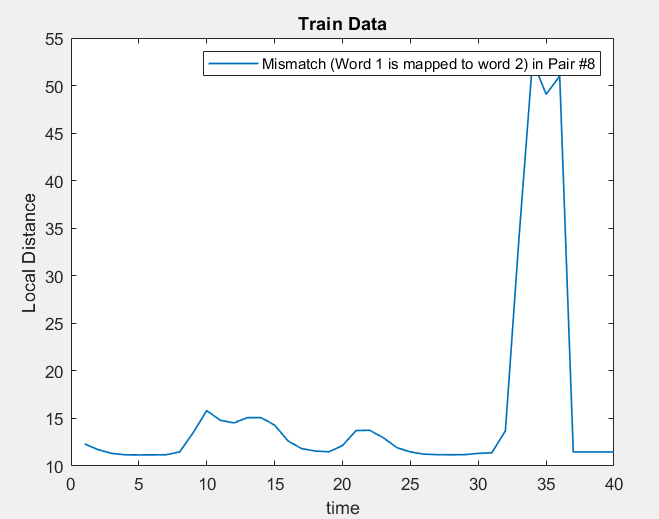 Train Data
Mismatch (Word 1 is mapped to word 2) in Pair #8
55
50
45
40
35
30
25
20
15
10
Local Distance
0 5 10 15 20 25 30 35 40
time